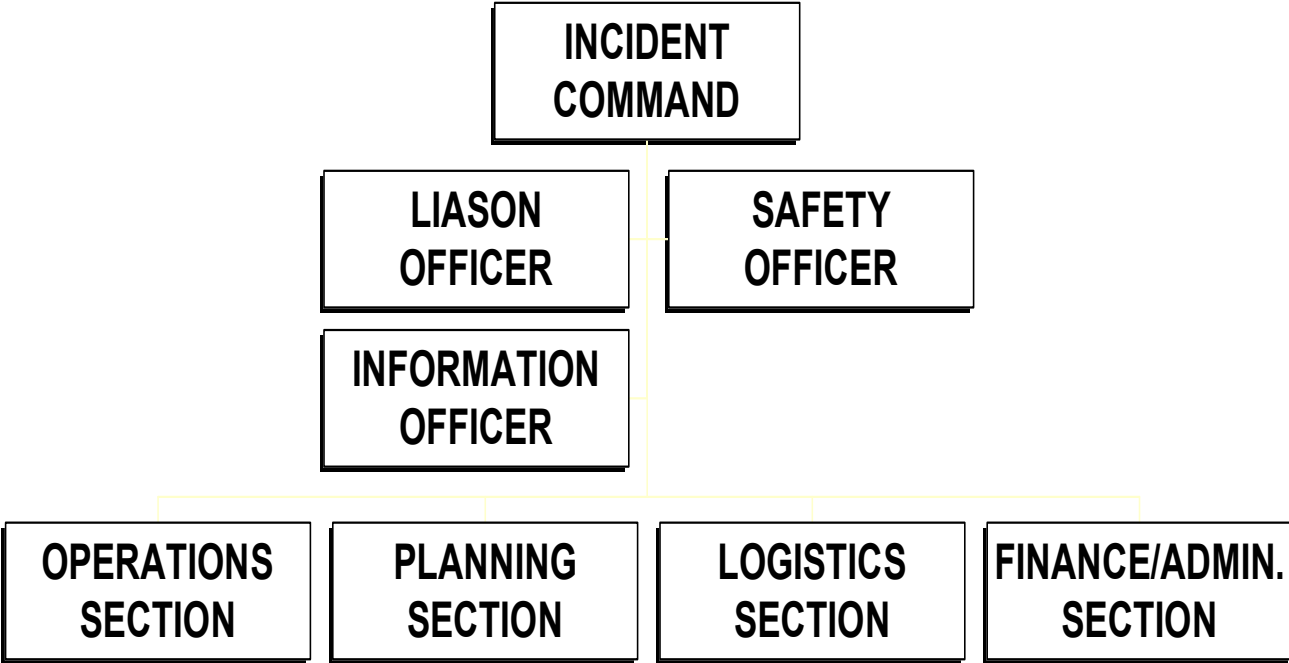 INCIDENT
COMMAND
LIASON
OFFICER
SAFETY
OFFICER
INFORMATION
OFFICER
OPERATIONS
SECTION
PLANNING
SECTION
LOGISTICS
SECTION
FINANCE/ADMIN.
SECTION